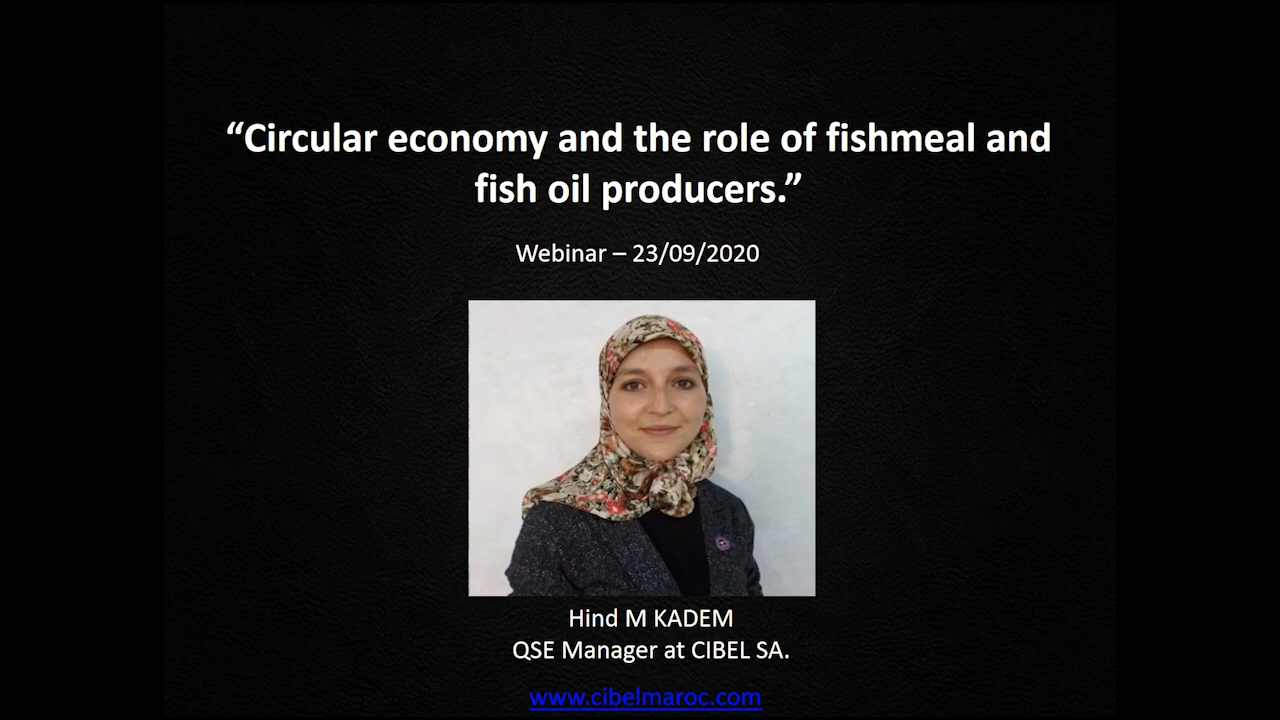 “Circular economy and the role of fishmeal and
fish oil producers.”
Webinar – 23/09/2020
Hind M KADEM
QSE Manager at CIBEL SA.
www.cibelmaroc.com